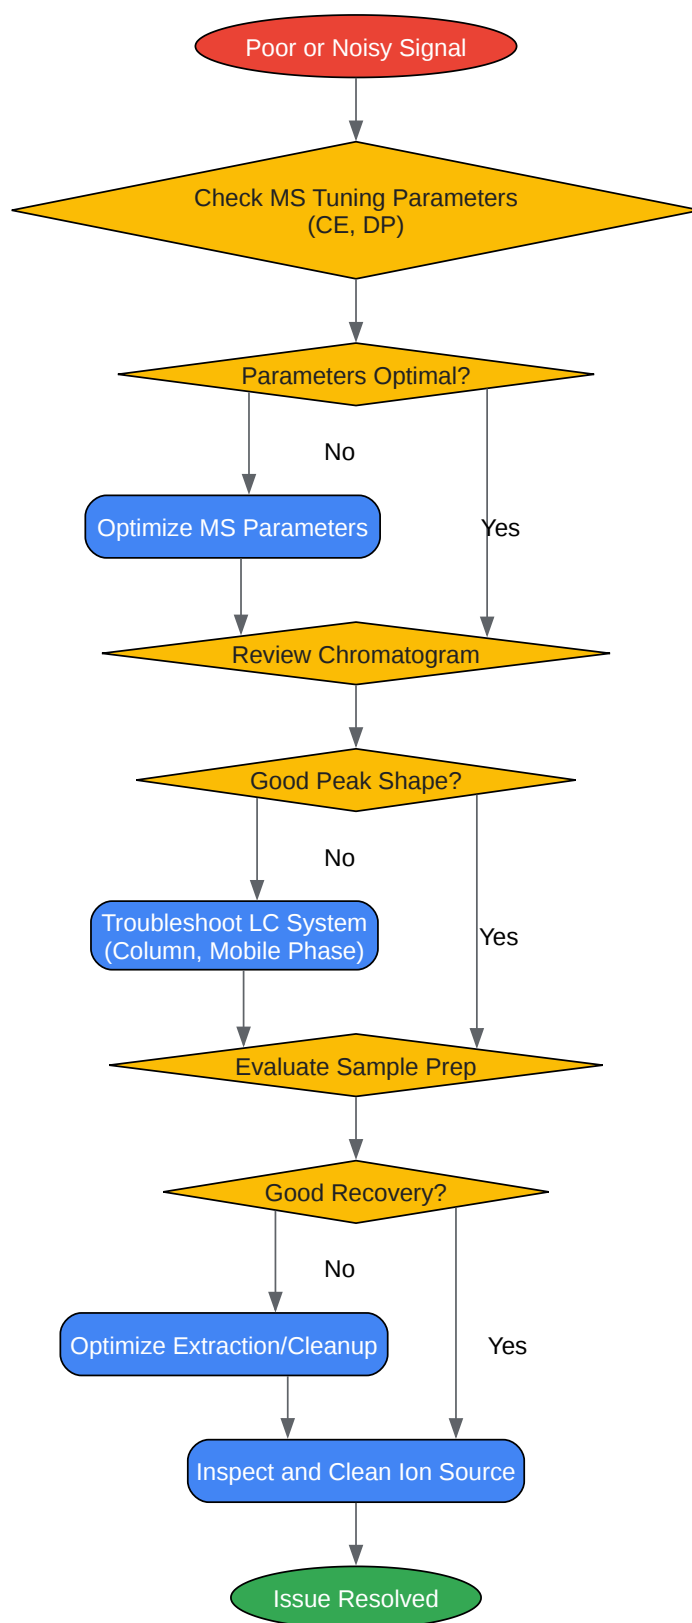 Poor or Noisy Signal
Check MS Tuning Parameters
(CE, DP)
Parameters Optimal?
No
Optimize MS Parameters
Yes
Review Chromatogram
Good Peak Shape?
No
Troubleshoot LC System
(Column, Mobile Phase)
Yes
Evaluate Sample Prep
Good Recovery?
No
Optimize Extraction/Cleanup
Yes
Inspect and Clean Ion Source
Issue Resolved